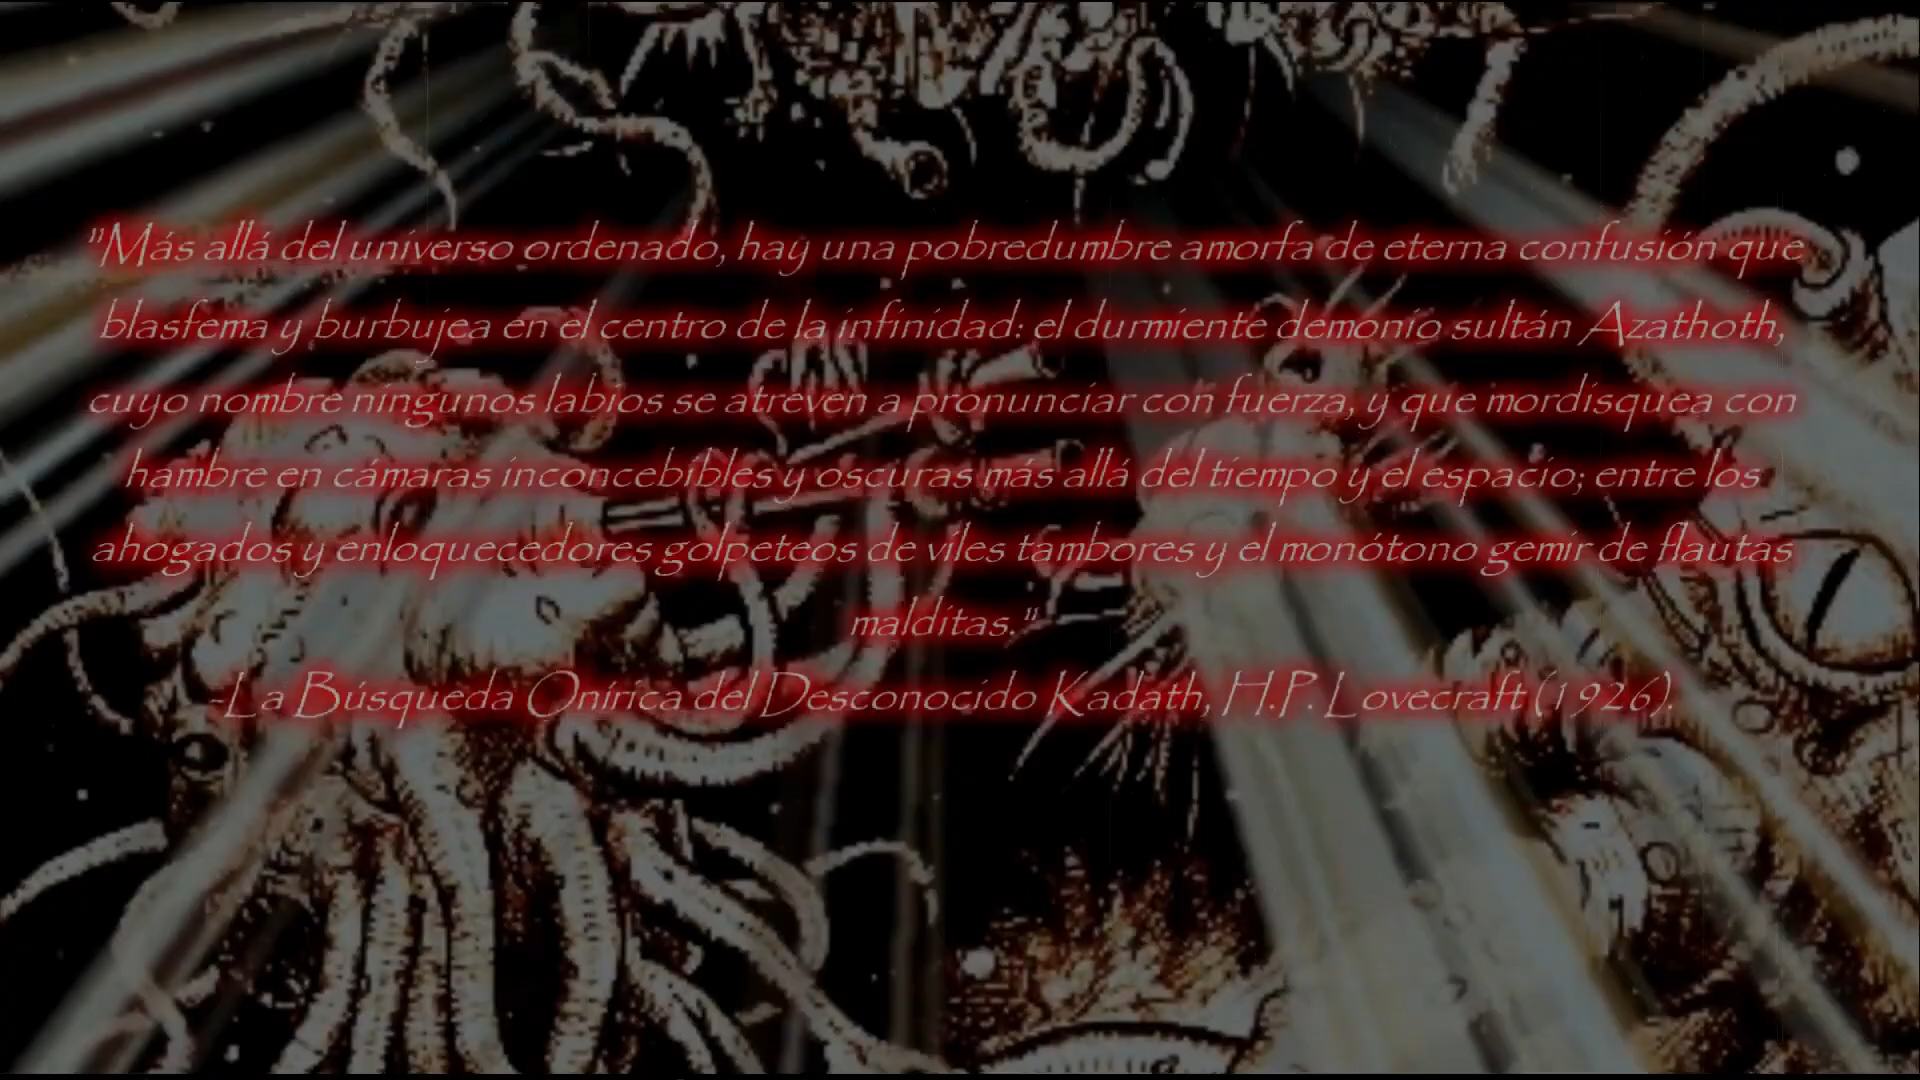 "Más allá del universo ordenado, hay una pobredumbre amorfa de eterna confusión que
blasfema y burbujea en el centro de la infinidad: el durmiente demonio sultán Azathoth,
cuyo nombre ningunos labios se atreven a pronunciar con fuerza, y que mordisquea con
hambre en cámaras inconcebibles y oscuras más allá del tiempo y el espacio; entre los
ahogados y enloquecedores golpeteos de viles tambores y el monótono gemir de flautas
malditas."
-La Búsqueda Onírica del Desconocido Kadath, H.P. Lovecraft (1926).